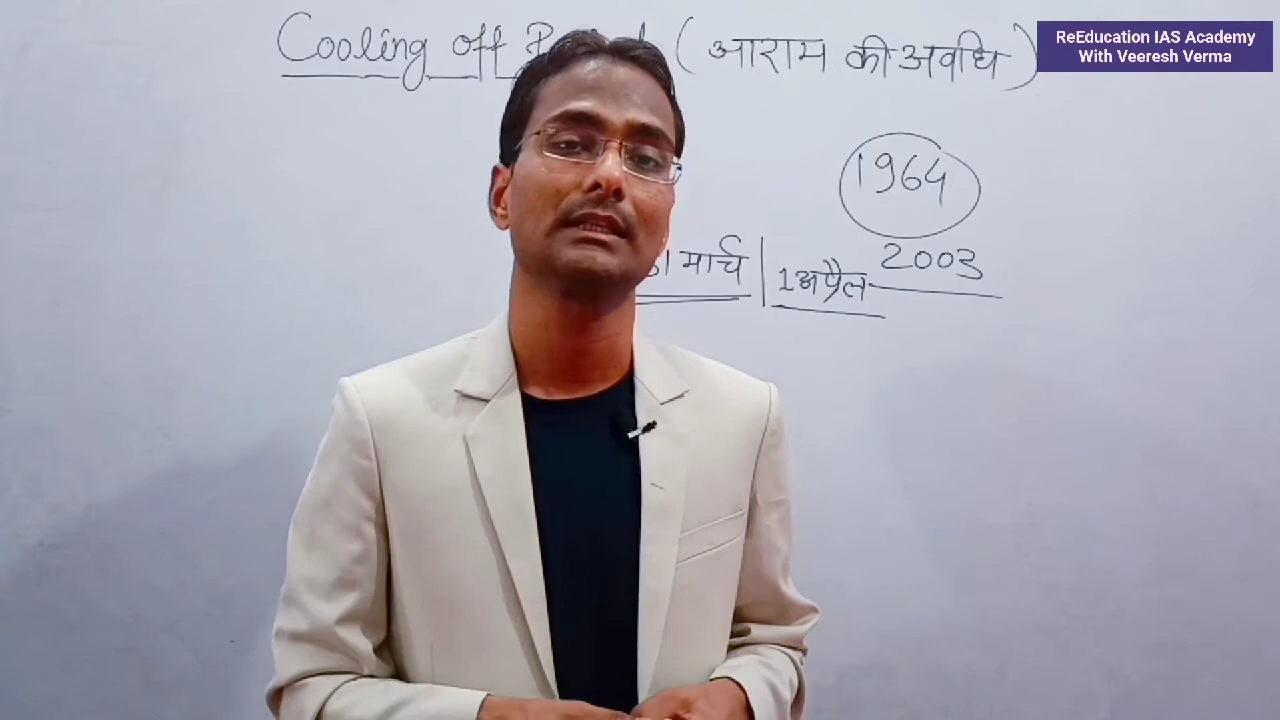 Cooling off (आराम की अवधि)
ReEducation IAS Academy
With Veeresh Verma
1964
मार्च | 1 अप्रैल 2003